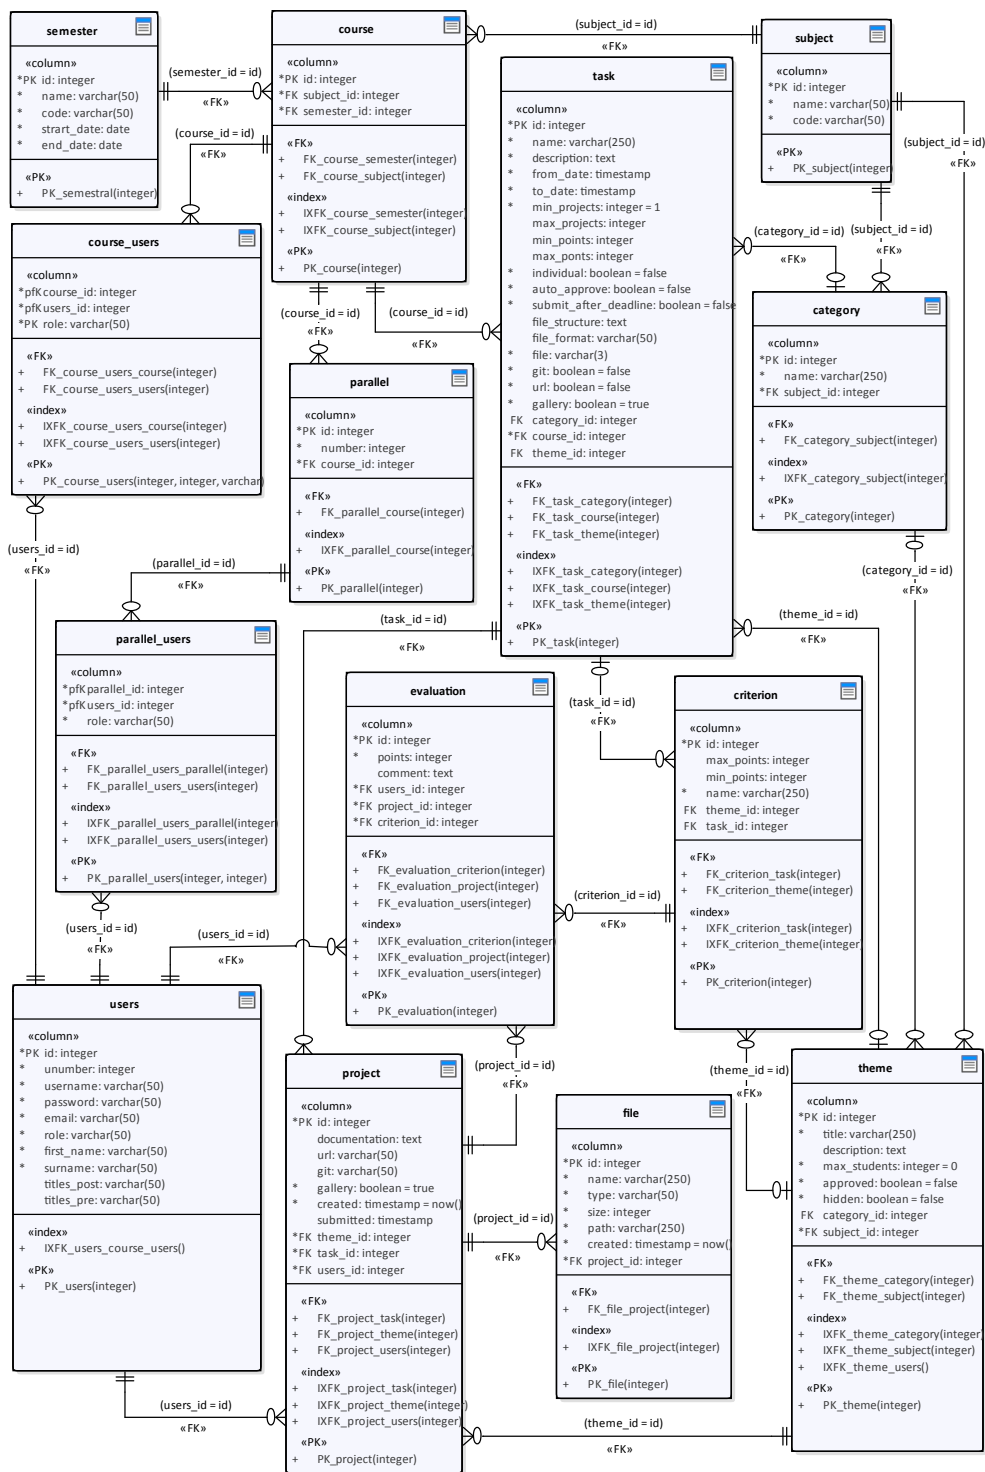 semester
«column»
*PK id: integer
* name: varchar(50)
* code: varchar(50)
* strart_date: date
* end_date: date
«PK»
+ PK_semestral(integer)
(semester_id = id)
«FK»
course
«column»
*PK id: integer
*FK subject_id: integer
*FK semester_id: integer
«FK»
+ FK_course_semester(integer)
+ FK_course_subject(integer)
«index»
+ IXFK_course_semester(integer)
+ IXFK_course_subject(integer)
«PK»
+ PK_course(integer)
(subject_id = id)
«FK»
subject
«column»
*PK id: integer
* name: varchar(50)
* code: varchar(50)
«PK»
+ PK_subject(integer)
(subject_id = id)
«FK»
(subject_id = id)
«FK»
task
«column»
*PK id: integer
* name: varchar(250)
* description: text
* from_date: timestamp
* to_date: timestamp
* min_projects: integer = 1
max_projects: integer
min_points: integer
max_ponts: integer
* individual: boolean = false
* auto_approve: boolean = false
* submit_after_deadline: boolean = false
file_structure: text
file_format: varchar(50)
* file: varchar(3)
* git: boolean = false
* url: boolean = false
* gallery: boolean = true
FK category_id: integer
*FK course_id: integer
FK theme_id: integer
«FK»
+ FK_task_category(integer)
+ FK_task_course(integer)
+ FK_task_theme(integer)
«index»
+ IXFK_task_category(integer)
+ IXFK_task_course(integer)
+ IXFK_task_theme(integer)
«PK»
+ PK_task(integer)
(category_id = id)
«FK»
(course_id = id)
«FK»
course_users
«column»
*pfK course_id: integer
*pfK users_id: integer
*PK role: varchar(50)
«FK»
+ FK_course_users_course(integer)
+ FK_course_users_users(integer)
«index»
+ IXFK_course_users_course(integer)
+ IXFK_course_users_users(integer)
«PK»
+ PK_course_users(integer, integer, varchar)
(course_id = id)
«FK»
(course_id = id)
«FK»
category
«column»
*PK id: integer
* name: varchar(250)
*FK subject_id: integer
«FK»
+ FK_category_subject(integer)
«index»
+ IXFK_category_subject(integer)
«PK»
+ PK_category(integer)
parallel
«column»
*PK id: integer
* number: integer
*FK course_id: integer
«FK»
+ FK_parallel_course(integer)
«index»
+ IXFK_parallel_course(integer)
«PK»
+ PK_parallel(integer)
(users_id = id)
«FK»
(parallel_id = id)
«FK»
(category_id = id)
«FK»
(task_id = id)
«FK»
(theme_id = id)
«FK»
parallel_users
«column»
*pfK parallel_id: integer
*pfK users_id: integer
* role: varchar(50)
«FK»
+ FK_parallel_users_parallel(integer)
+ FK_parallel_users_users(integer)
«index»
+ IXFK_parallel_users_parallel(integer)
+ IXFK_parallel_users_users(integer)
«PK»
+ PK_parallel_users(integer, integer)
evaluation
«column»
*PK id: integer
* points: integer
comment: text
*FK users_id: integer
*FK project_id: integer
*FK criterion_id: integer
«FK»
+ FK_evaluation_criterion(integer)
+ FK_evaluation_project(integer)
+ FK_evaluation_users(integer)
«index»
+ IXFK_evaluation_criterion(integer)
+ IXFK_evaluation_project(integer)
+ IXFK_evaluation_users(integer)
«PK»
+ PK_evaluation(integer)
(task_id = id)
«FK»
criterion
«column»
*PK id: integer
max_points: integer
min_points: integer
* name: varchar(250)
FK theme_id: integer
FK task_id: integer
«FK»
+ FK_criterion_task(integer)
+ FK_criterion_theme(integer)
«index»
+ IXFK_criterion_task(integer)
+ IXFK_criterion_theme(integer)
«PK»
+ PK_criterion(integer)
(criterion_id = id)
«FK»
(users_id = id)
«FK»
(users_id = id)
«FK»
users
«column»
*PK id: integer
* unumber: integer
* username: varchar(50)
* password: varchar(50)
* email: varchar(50)
* role: varchar(50)
* first_name: varchar(50)
* surname: varchar(50)
titles_post: varchar(50)
titles_pre: varchar(50)
«index»
+ IXFK_users_course_users()
«PK»
+ PK_users(integer)
project
«column»
*PK id: integer
documentation: text
url: varchar(50)
git: varchar(50)
* gallery: boolean = true
* created: timestamp = now()
submitted: timestamp
*FK theme_id: integer
*FK task_id: integer
*FK users_id: integer
«FK»
+ FK_project_task(integer)
+ FK_project_theme(integer)
+ FK_project_users(integer)
«index»
+ IXFK_project_task(integer)
+ IXFK_project_theme(integer)
+ IXFK_project_users(integer)
«PK»
+ PK_project(integer)
(project_id = id)
«FK»
(project_id = id)
«FK»
file
«column»
*PK id: integer
* name: varchar(250)
* type: varchar(50)
* size: integer
* path: varchar(250)
* created: timestamp = now()
*FK project_id: integer
«FK»
+ FK_file_project(integer)
«index»
+ IXFK_file_project(integer)
«PK»
+ PK_file(integer)
(theme_id = id)
«FK»
theme
«column»
*PK id: integer
* title: varchar(250)
description: text
* max_students: integer = 0
* approved: boolean = false
* hidden: boolean = false
FK category_id: integer
*FK subject_id: integer
«FK»
+ FK_theme_category(integer)
+ FK_theme_subject(integer)
«index»
+ IXFK_theme_category(integer)
+ IXFK_theme_subject(integer)
+ IXFK_theme_users()
«PK»
+ PK_theme(integer)
(users_id = id)
«FK»
(theme_id = id)
«FK»